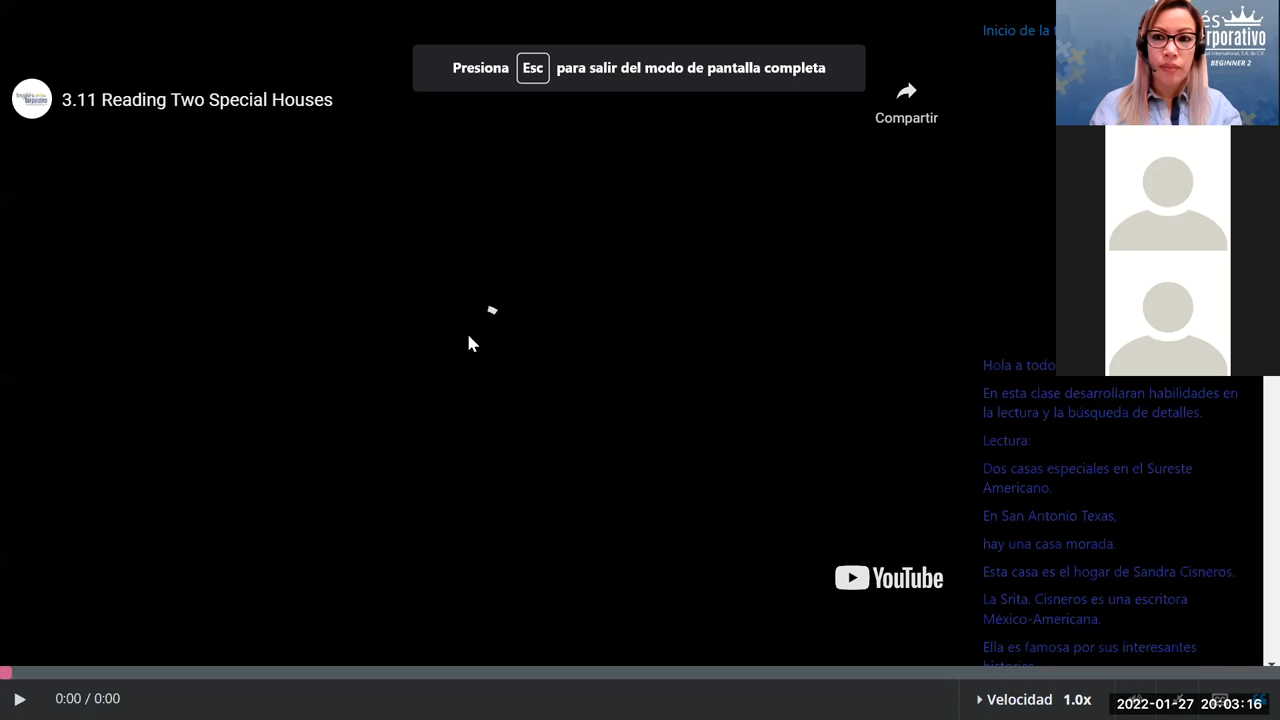 Inicio de la
Presiona Esc para salir del modo de pantalla completa
3.11 Reading Two Special Houses
Compartir
és
rporativo
BEGINNER 2
Hola a todo
En esta clase desarrollaran habilidades en
la lectura y la búsqueda de detalles.
Lectura:
Dos casas especiales en el Sureste
Americano.
En San Antonio Texas,
hay una casa morada.
Esta casa es el hogar de Sandra Cisneros.
La Srita. Cisneros es una escritora
México-Americana.
Ella es famosa por sus interesantes
historias
YouTube
0:00 / 0:00
Velocidad 1.0x
2022-01-27 20:03:16